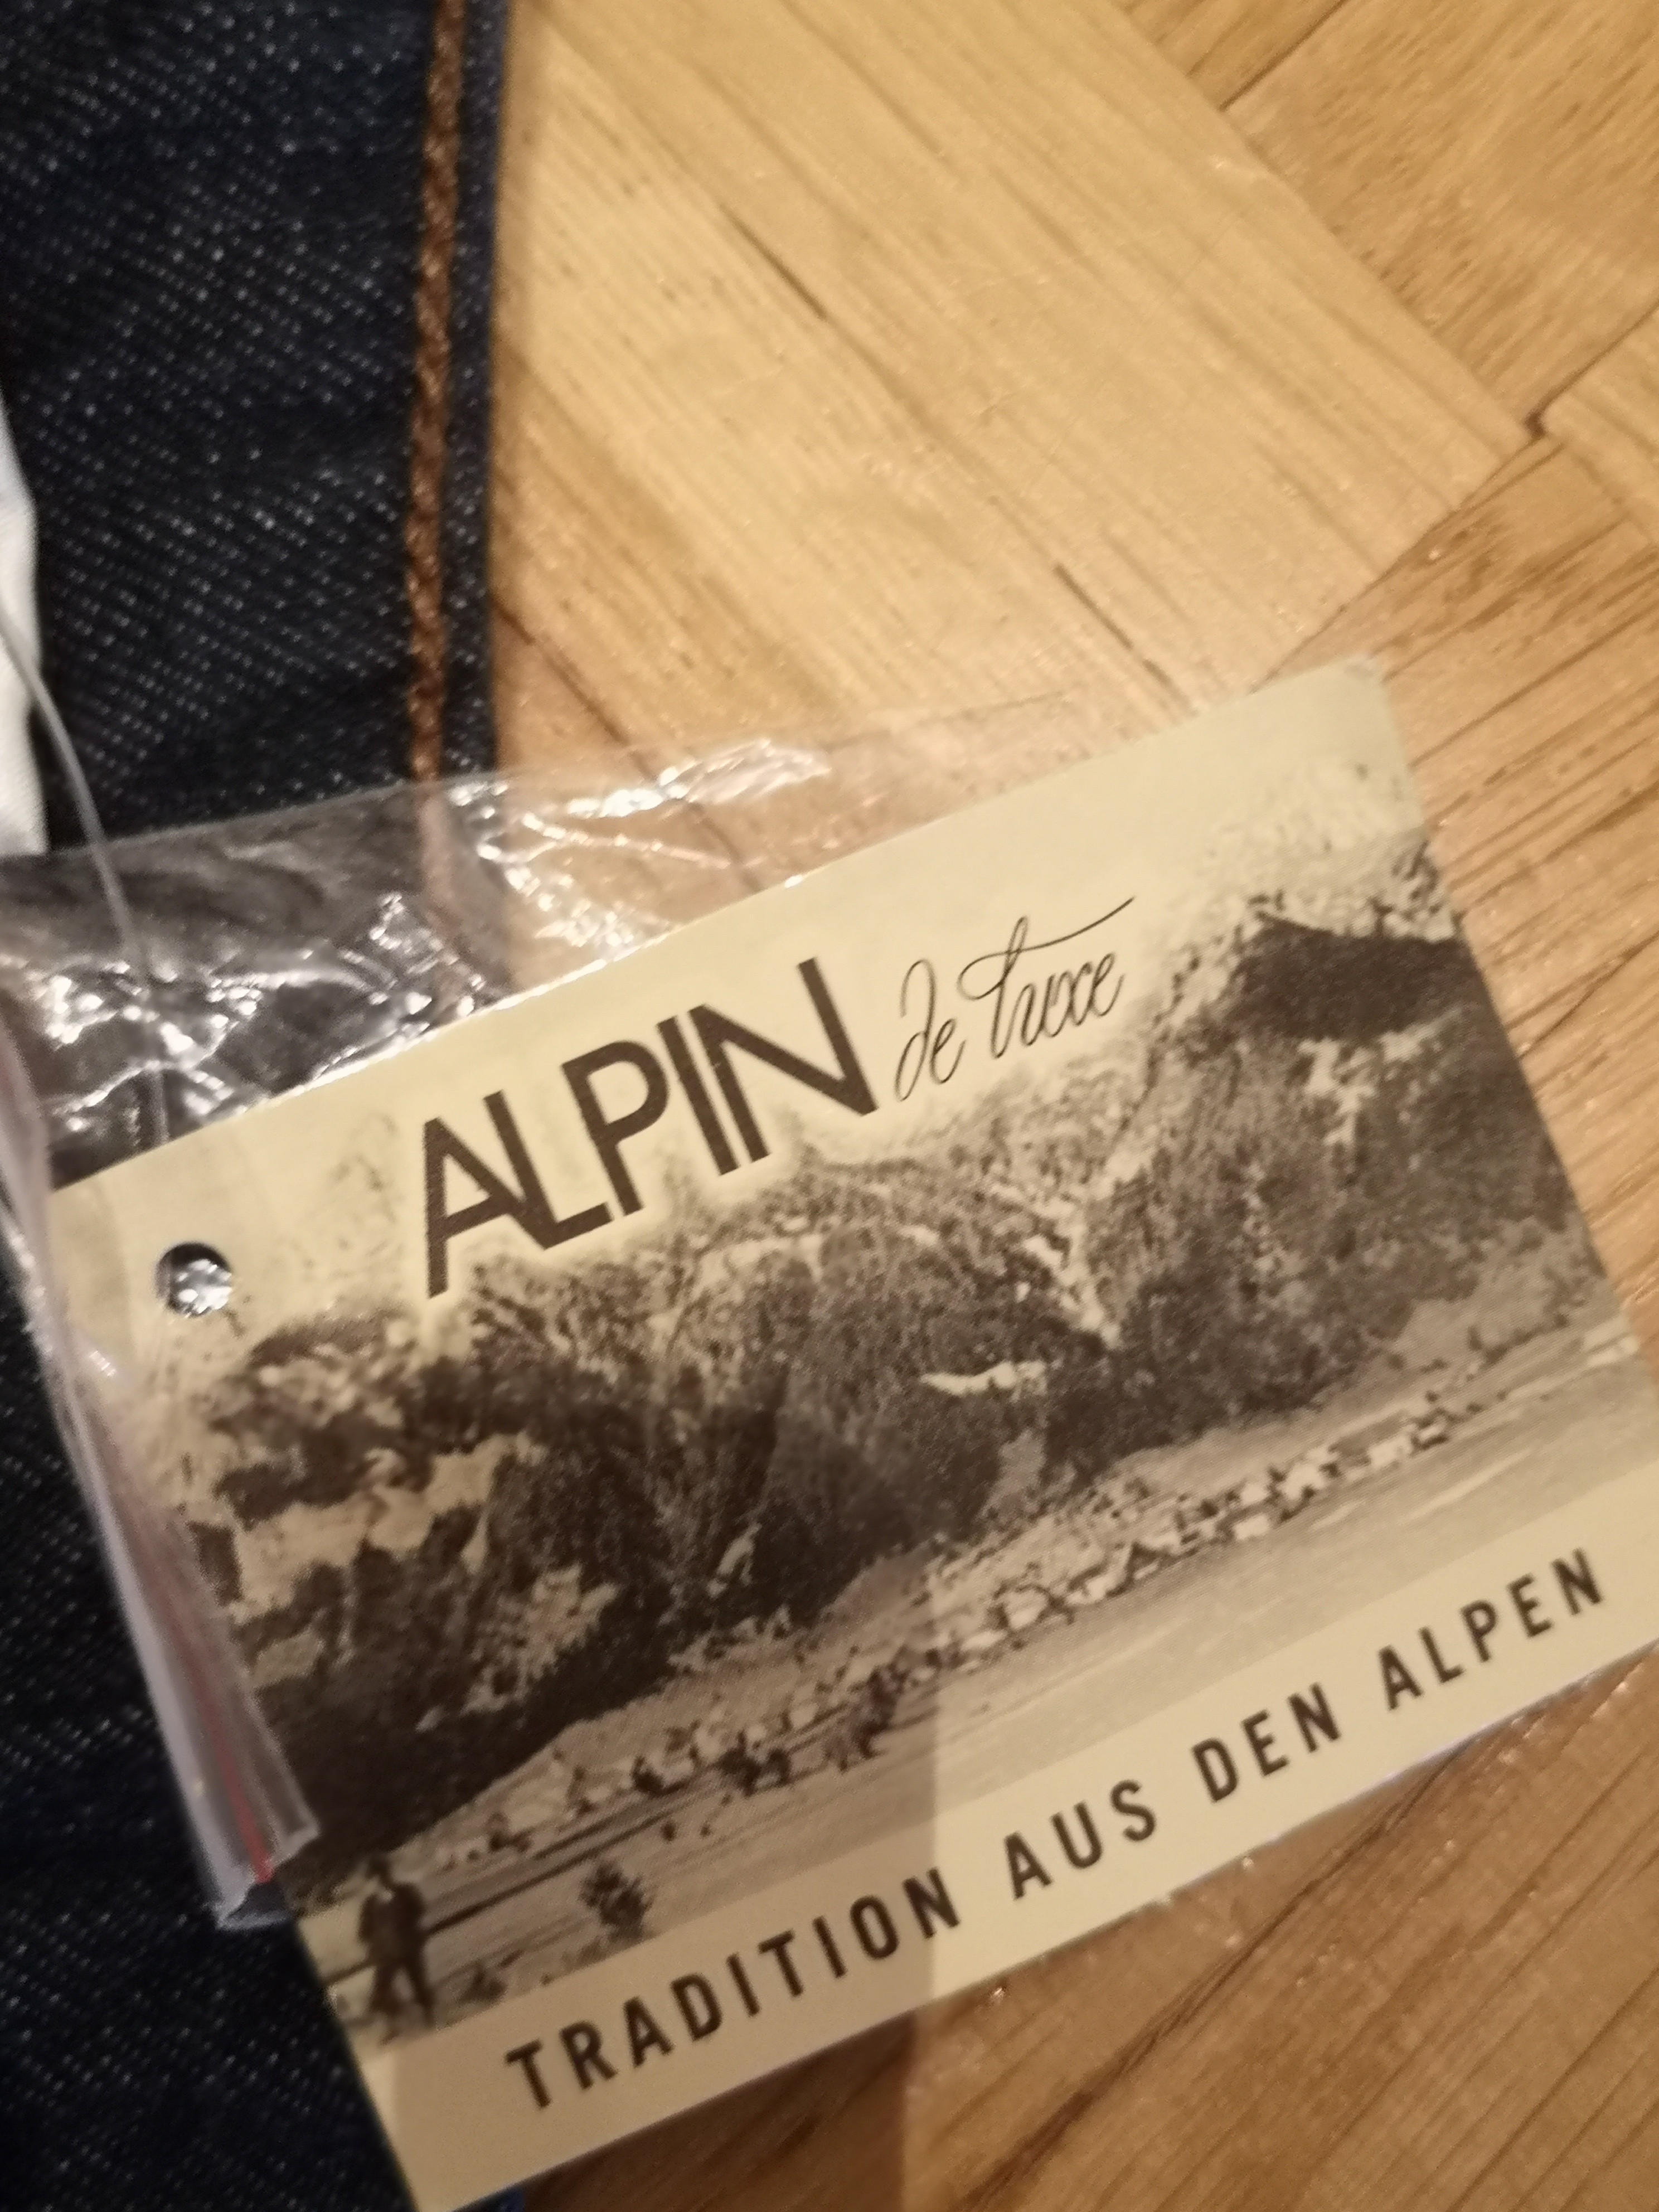 ALPIN de Luxe
TRADITION AUS DEN ALPEN